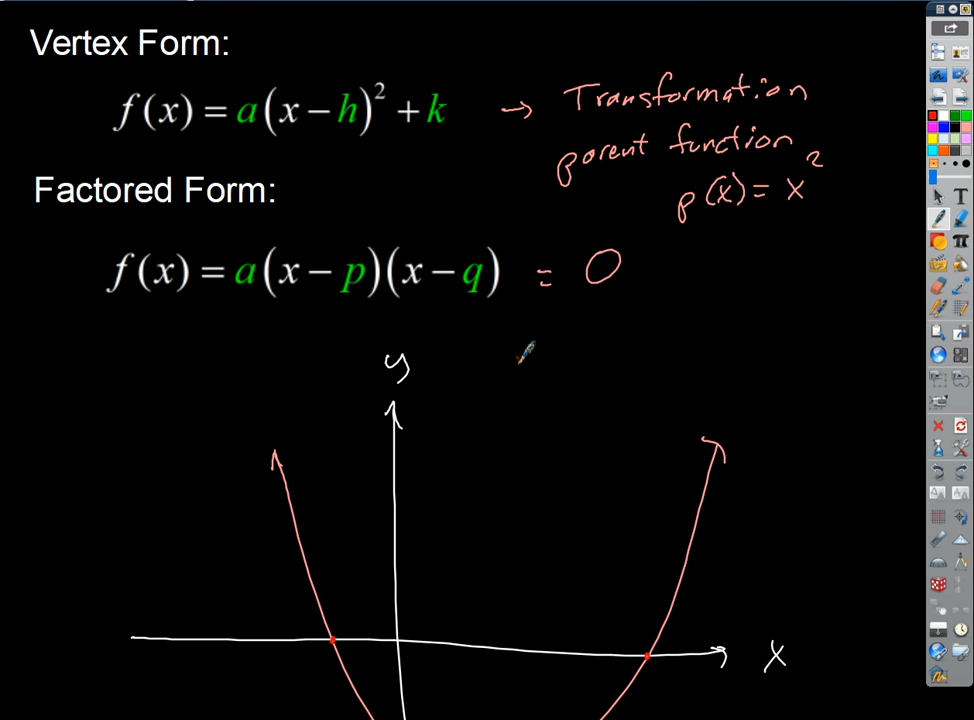 Vertex Form:
f(x) = a(x − h)² + k → Transformation
parent function
p(x) = x²
Factored Form:
f(x) = a(x − p)(x − q) = 0
y
x
T
π